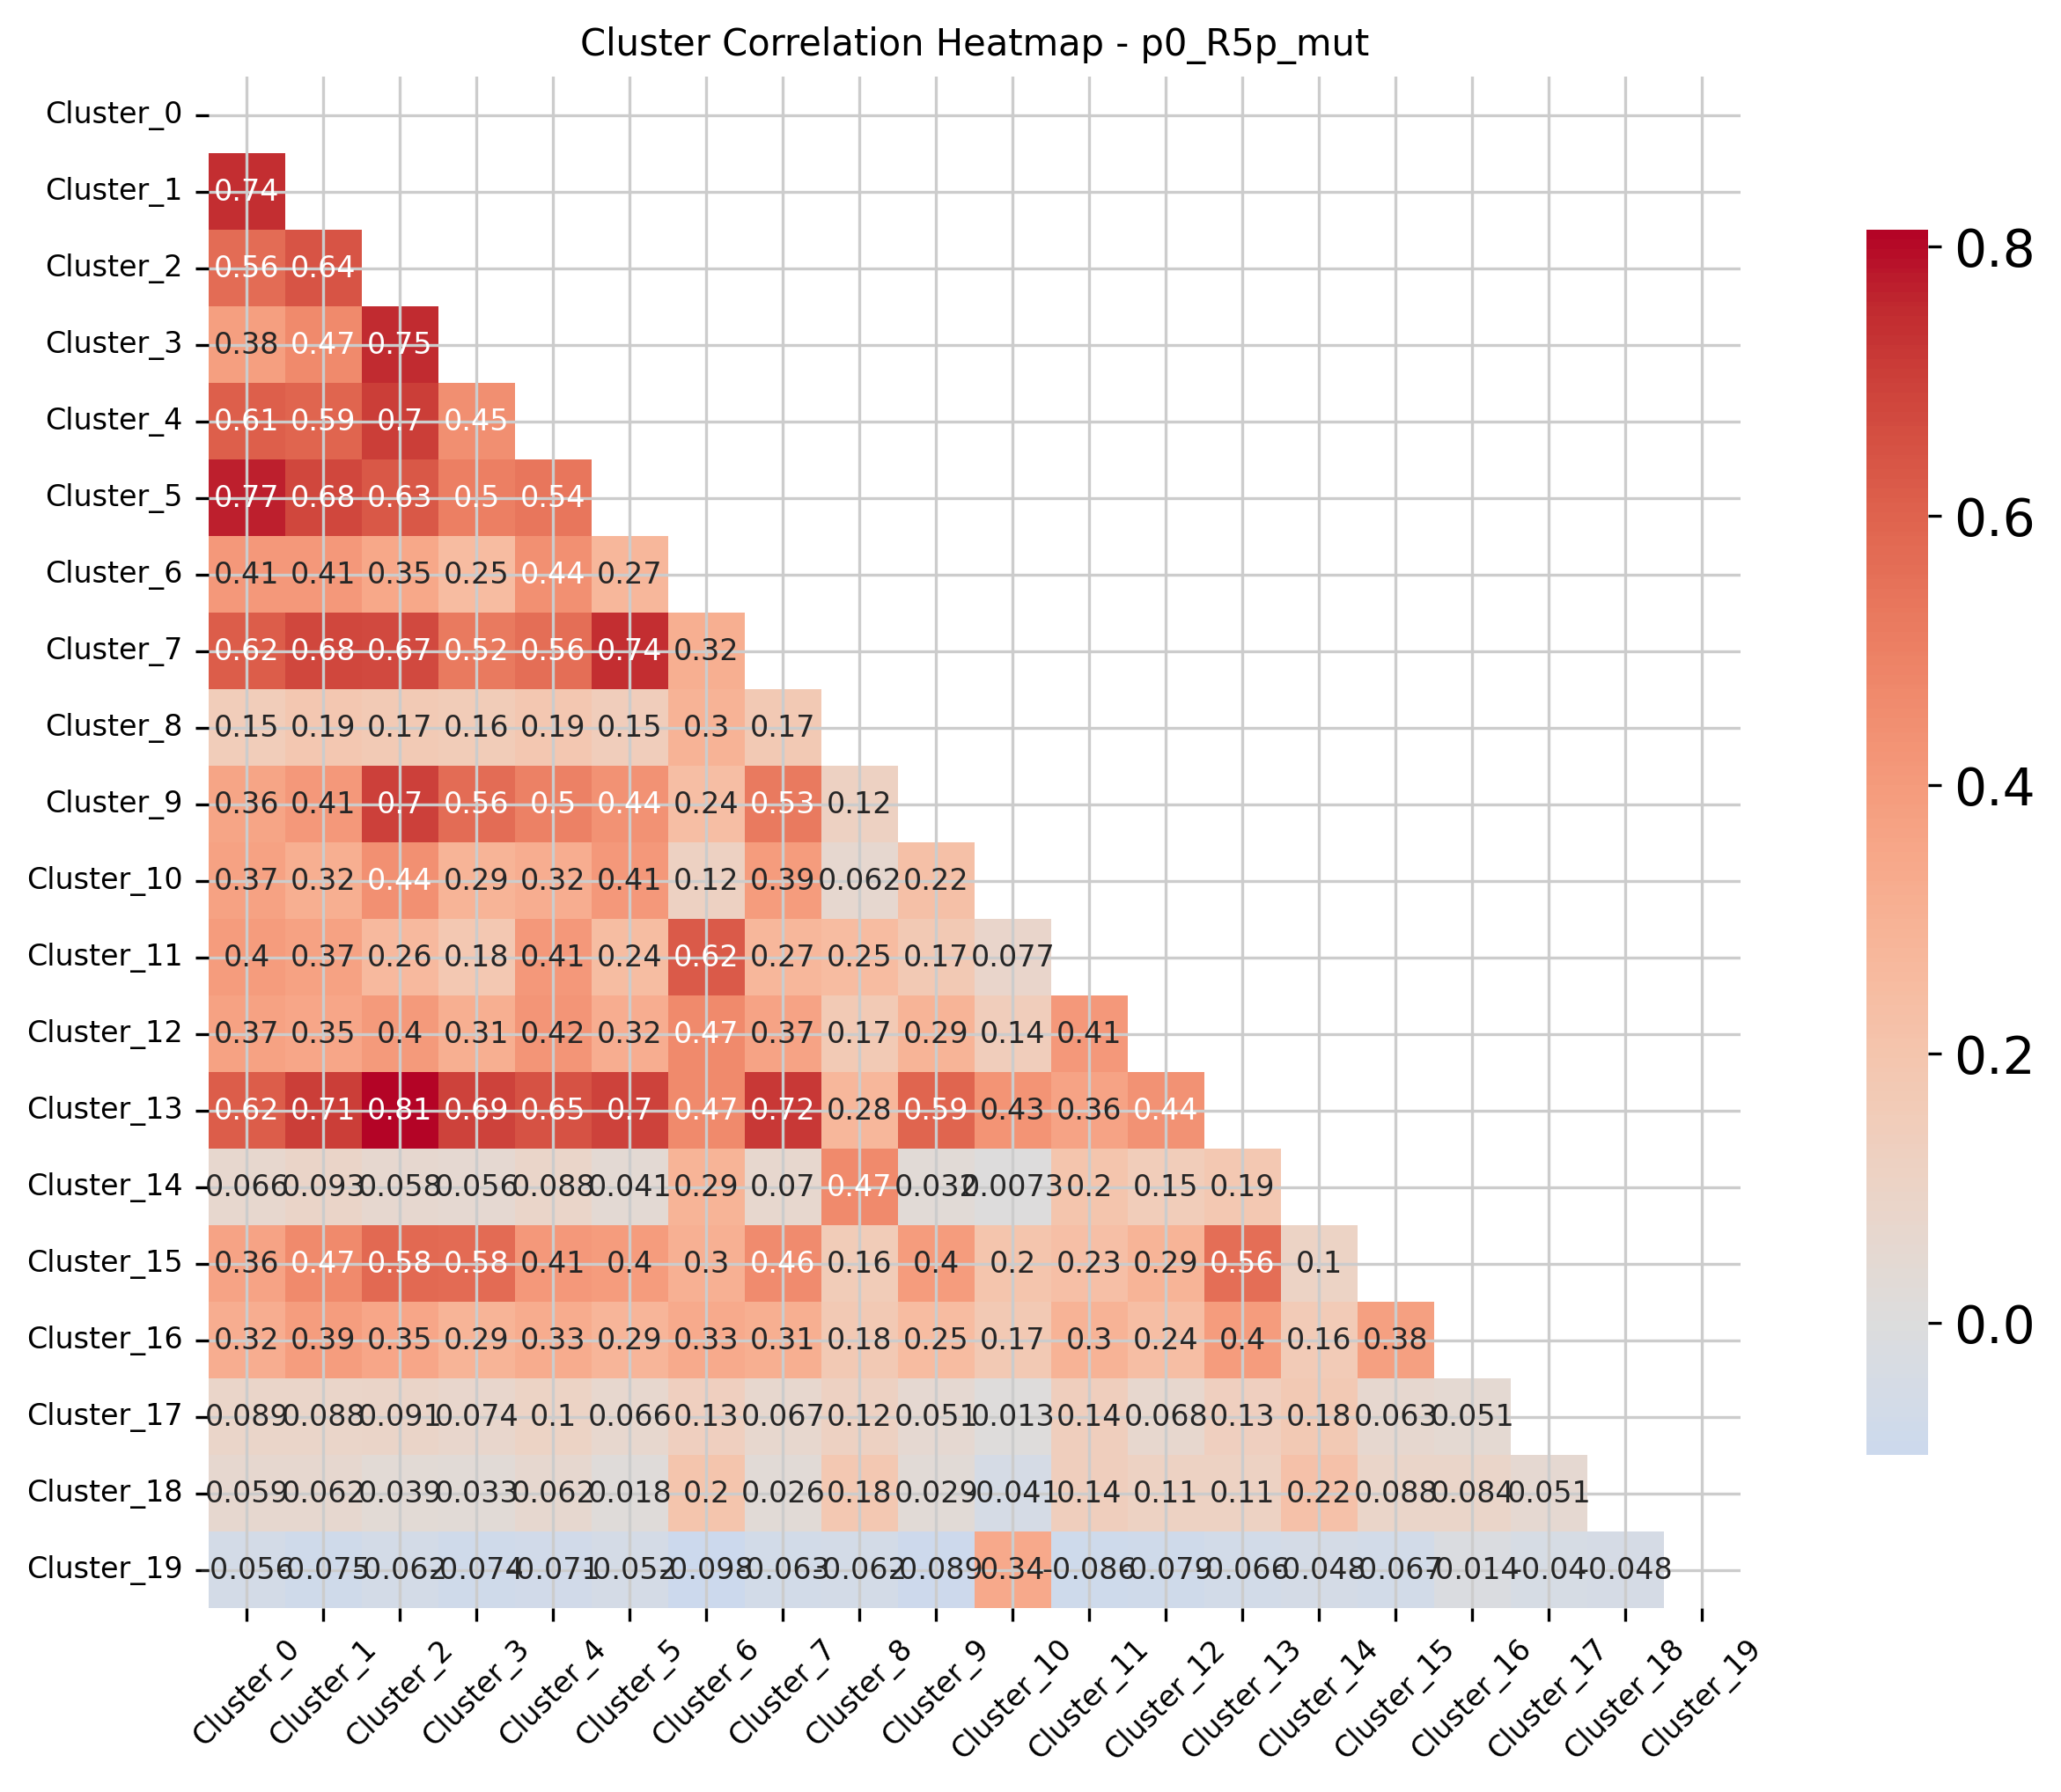 Cluster Correlation Heatmap - p0_R5p_mut
Cluster_0
Cluster_1 0.74
Cluster_2 0.56 0.64
Cluster_3 0.38 0.47 0.75
Cluster_4 0.61 0.59 0.7 0.45
Cluster_5 0.77 0.68 0.63 0.5 0.54
Cluster_6 0.41 0.41 0.35 0.25 0.44 0.27
Cluster_7 0.62 0.68 0.67 0.52 0.56 0.74 0.32
Cluster_8 0.15 0.19 0.17 0.16 0.19 0.15 0.3 0.17
Cluster_9 0.36 0.41 0.7 0.56 0.5 0.44 0.24 0.53 0.12
Cluster_10 0.37 0.32 0.44 0.29 0.32 0.41 0.12 0.39 0.062 0.22
Cluster_11 0.4 0.37 0.26 0.18 0.41 0.24 0.62 0.27 0.25 0.17 0.077
Cluster_12 0.37 0.35 0.4 0.31 0.42 0.32 0.47 0.37 0.17 0.29 0.14 0.41
Cluster_13 0.62 0.71 0.81 0.69 0.65 0.7 0.47 0.72 0.28 0.59 0.43 0.36 0.44
Cluster_14 0.066 0.093 0.058 0.056 0.088 0.041 0.29 0.07 0.47 0.032 0.0073 0.2 0.15 0.19
Cluster_15 0.36 0.47 0.58 0.58 0.41 0.4 0.3 0.46 0.16 0.4 0.2 0.23 0.29 0.56 0.1
Cluster_16 0.32 0.39 0.35 0.29 0.33 0.29 0.33 0.31 0.18 0.25 0.17 0.3 0.24 0.4 0.16 0.38
Cluster_17 0.089 0.088 0.091 0.074 0.1 0.066 0.13 0.067 0.12 0.051 0.013 0.14 0.068 0.13 0.18 0.063 0.051
Cluster_18 0.059 0.062 0.039 0.033 0.062 0.018 0.2 0.026 0.18 0.029 -0.041 0.14 0.11 0.11 0.22 0.088 0.084 0.051
Cluster_19 -0.056 -0.075 -0.062 -0.074 -0.071 -0.052 -0.098 -0.063 -0.062 -0.089 0.34 -0.086 -0.079 -0.066 -0.048 -0.067 -0.014 -0.04 -0.048
Cluster_0 Cluster_1 Cluster_2 Cluster_3 Cluster_4 Cluster_5 Cluster_6 Cluster_7 Cluster_8 Cluster_9 Cluster_10 Cluster_11 Cluster_12 Cluster_13 Cluster_14 Cluster_15 Cluster_16 Cluster_17 Cluster_18 Cluster_19
0.8
0.6
0.4
0.2
0.0